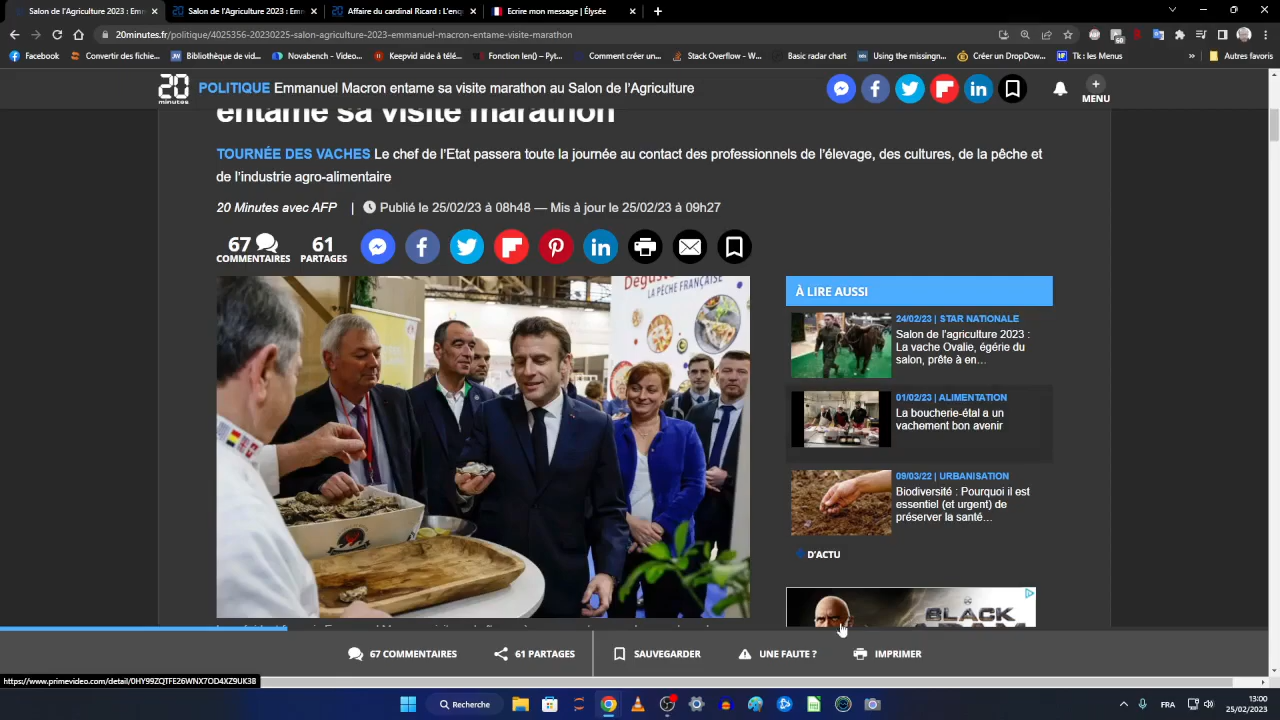 Salon de l'Agriculture 2023 : Emm
Salon de l'Agriculture 2023 : Emm
Affaire du cardinal Ricard : L'enq
Ecrire mon message | Élysée
20minutes.fr/politique/4025356-20230225-salon-agriculture-2023-emmanuel-macron-entame-visite-marathon
Facebook
Customize your cha...
Bibliothèque de vid...
Novabench - Video...
Keepvid aide à télé...
Fonction len() – Pyt...
Comment créer un...
Stack Overflow - W...
Basic radar chart
Using the missingn...
Créer un DropDow...
Tk : les Menus
»
Autres favoris
20 minutes
POLITIQUE Emmanuel Macron entame sa visite marathon au Salon de l'Agriculture
MENU
entame sa visite marathon
TOURNÉE DES VACHES Le chef de l'Etat passera toute la journée au contact des professionnels de l'élevage, des cultures, de la pêche et
de l'industrie agro-alimentaire
20 Minutes avec AFP | Publié le 25/02/23 à 08h48 — Mis à jour le 25/02/23 à 09h27
67
COMMENTAIRES
61
PARTAGES
LA PÊCHE FRANÇAISE
À LIRE AUSSI
24/02/23 | STAR NATIONALE
Salon de l'agriculture 2023 :
La vache Ovalie, égérie du
salon, prête à en...
01/02/23 | ALIMENTATION
La boucherie-étal a un
vachement bon avenir
09/03/22 | URBANISATION
Biodiversité : Pourquoi il est
essentiel (et urgent) de
préserver la santé...
D'ACTU
BLACK
67 COMMENTAIRES
61 PARTAGES
SAUVEGARDER
UNE FAUTE ?
IMPRIMER
https://www.primevideo.com/detail/0HY99ZQTFE26WNX7OD4XZ9UK38
Recherche
FRA
13:00
25/02/2023